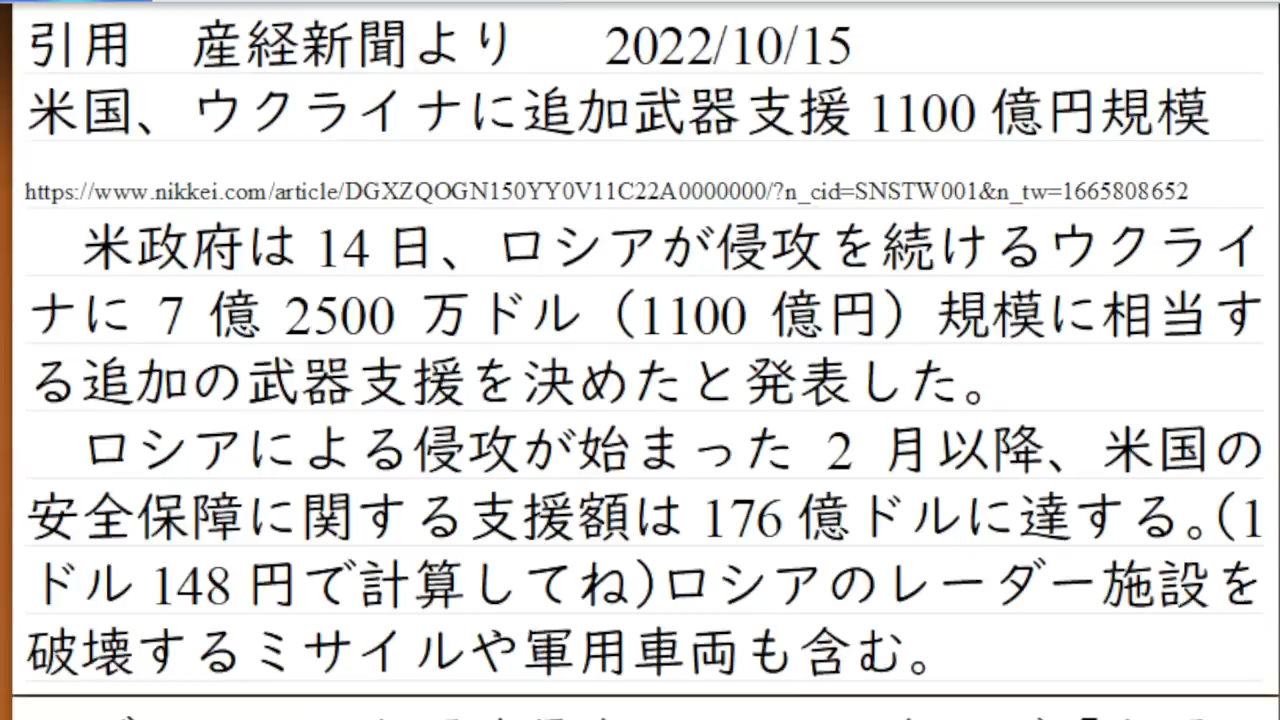 引用　産経新聞より　　2022/10/15
米国、ウクライナに追加武器支援 1100 億円規模
https://www.nikkei.com/article/DGXZQOGN150YY0V11C22A0000000/?n_cid=SNSTW001&n_tw=1665808652
　米政府は 14 日、ロシアが侵攻を続けるウクライ
ナに 7 億 2500 万ドル（1100 億円）規模に相当す
る追加の武器支援を決めたと発表した。
　ロシアによる侵攻が始まった 2 月以降、米国の
安全保障に関する支援額は 176 億ドルに達する。(1
ドル 148 円で計算してね)ロシアのレーダー施設を
破壊するミサイルや軍用車両も含む。